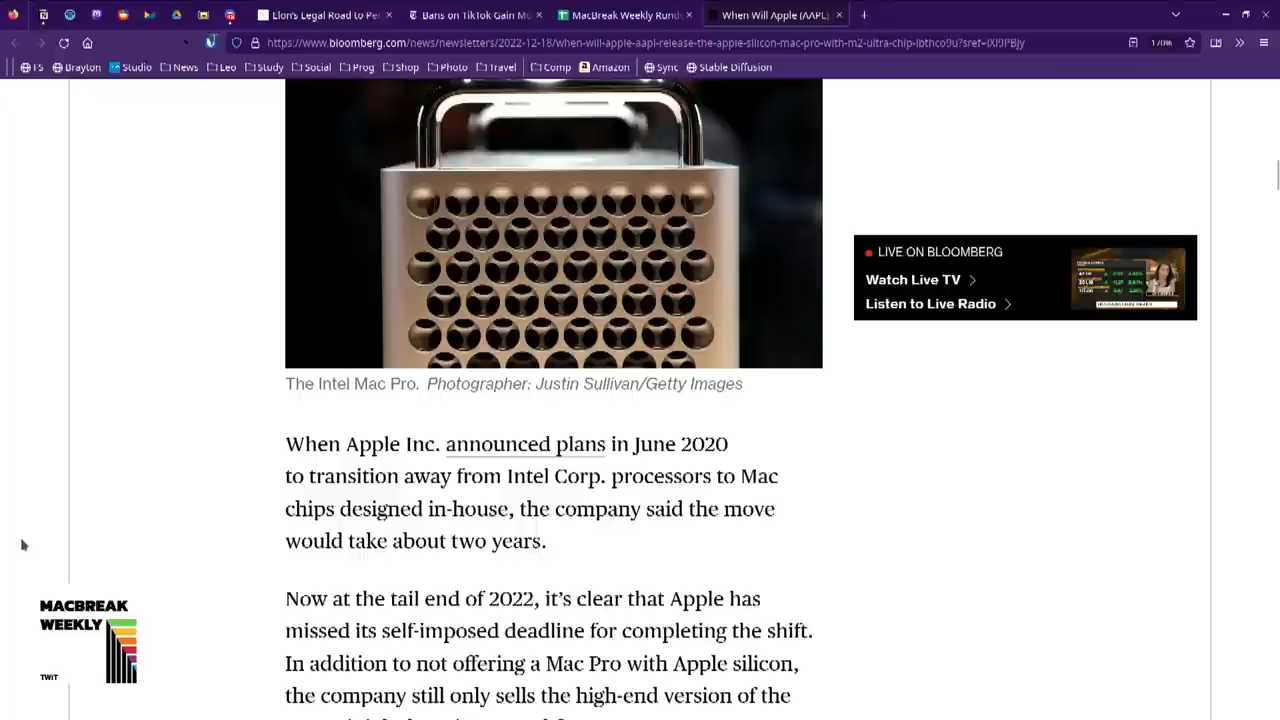 Elon's Legal Road to Per
Bans on TikTok Gain Mo
MacBreak Weekly Rund
When Will Apple (AAPL)
https://www.bloomberg.com/news/newsletters/2022-12-18/when-will-apple-aapl-release-the-apple-silicon-mac-pro-with-m2-ultra-chip-lbthco9u?sref=
170%
FS Brayton Studio News Leo Study Social Prog Shop Photo Travel Comp Amazon Sync Stable Diffusion
LIVE ON BLOOMBERG
Watch Live TV
Listen to Live Radio
The Intel Mac Pro. Photographer: Justin Sullivan/Getty Images
When Apple Inc. announced plans in June 2020
to transition away from Intel Corp. processors to Mac
chips designed in-house, the company said the move
would take about two years.
Now at the tail end of 2022, it's clear that Apple has
missed its self-imposed deadline for completing the shift.
In addition to not offering a Mac Pro with Apple silicon,
the company still only sells the high-end version of the
MACBREAK
WEEKLY
TWiT